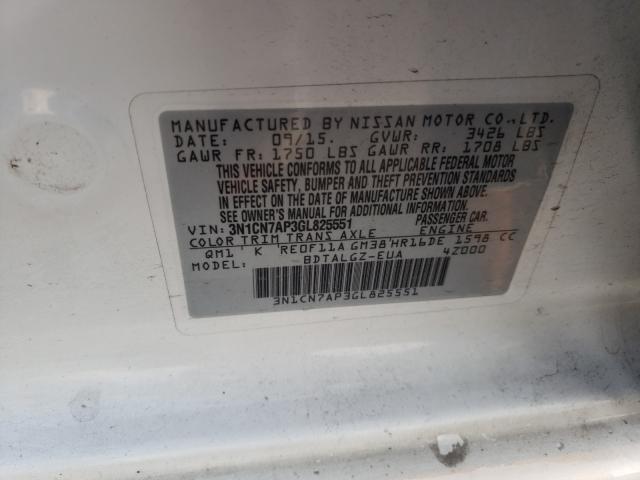 MANUFACTURED BY NISSAN MOTOR CO.,LTD.
DATE: 09/15. GVWR: 3426 LBS
GAWR FR: 1750 LBS GAWR RR: 1708 LBS
THIS VEHICLE CONFORMS TO ALL APPLICABLE FEDERAL MOTOR
VEHICLE SAFETY, BUMPER AND THEFT PREVENTION STANDARDS
IN EFFECT ON THE DATE OF MANUFACTURE SHOWN ABOVE.
SEE OWNER'S MANUAL FOR ADDITIONAL INFORMATION.
VIN: 3N1CN7AP3GL825551 PASSENGER CAR.
COLOR TRIM TRANS AXLE ENGINE
QM1 K RE0F11A GM38 HR16DE 1598 CC
MODEL: BDTALGZ-EUA 4Z000
3N1CN7AP3GL825551